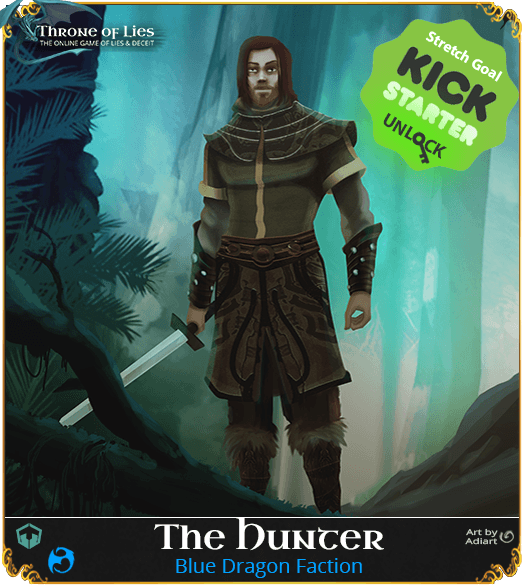 Throne of Lies
THE ONLINE GAME OF LIES & DECEIT
Stretch Goal
KICK
STARTER
UNLOCK
The Hunter
Blue Dragon Faction
Art by
Adiart